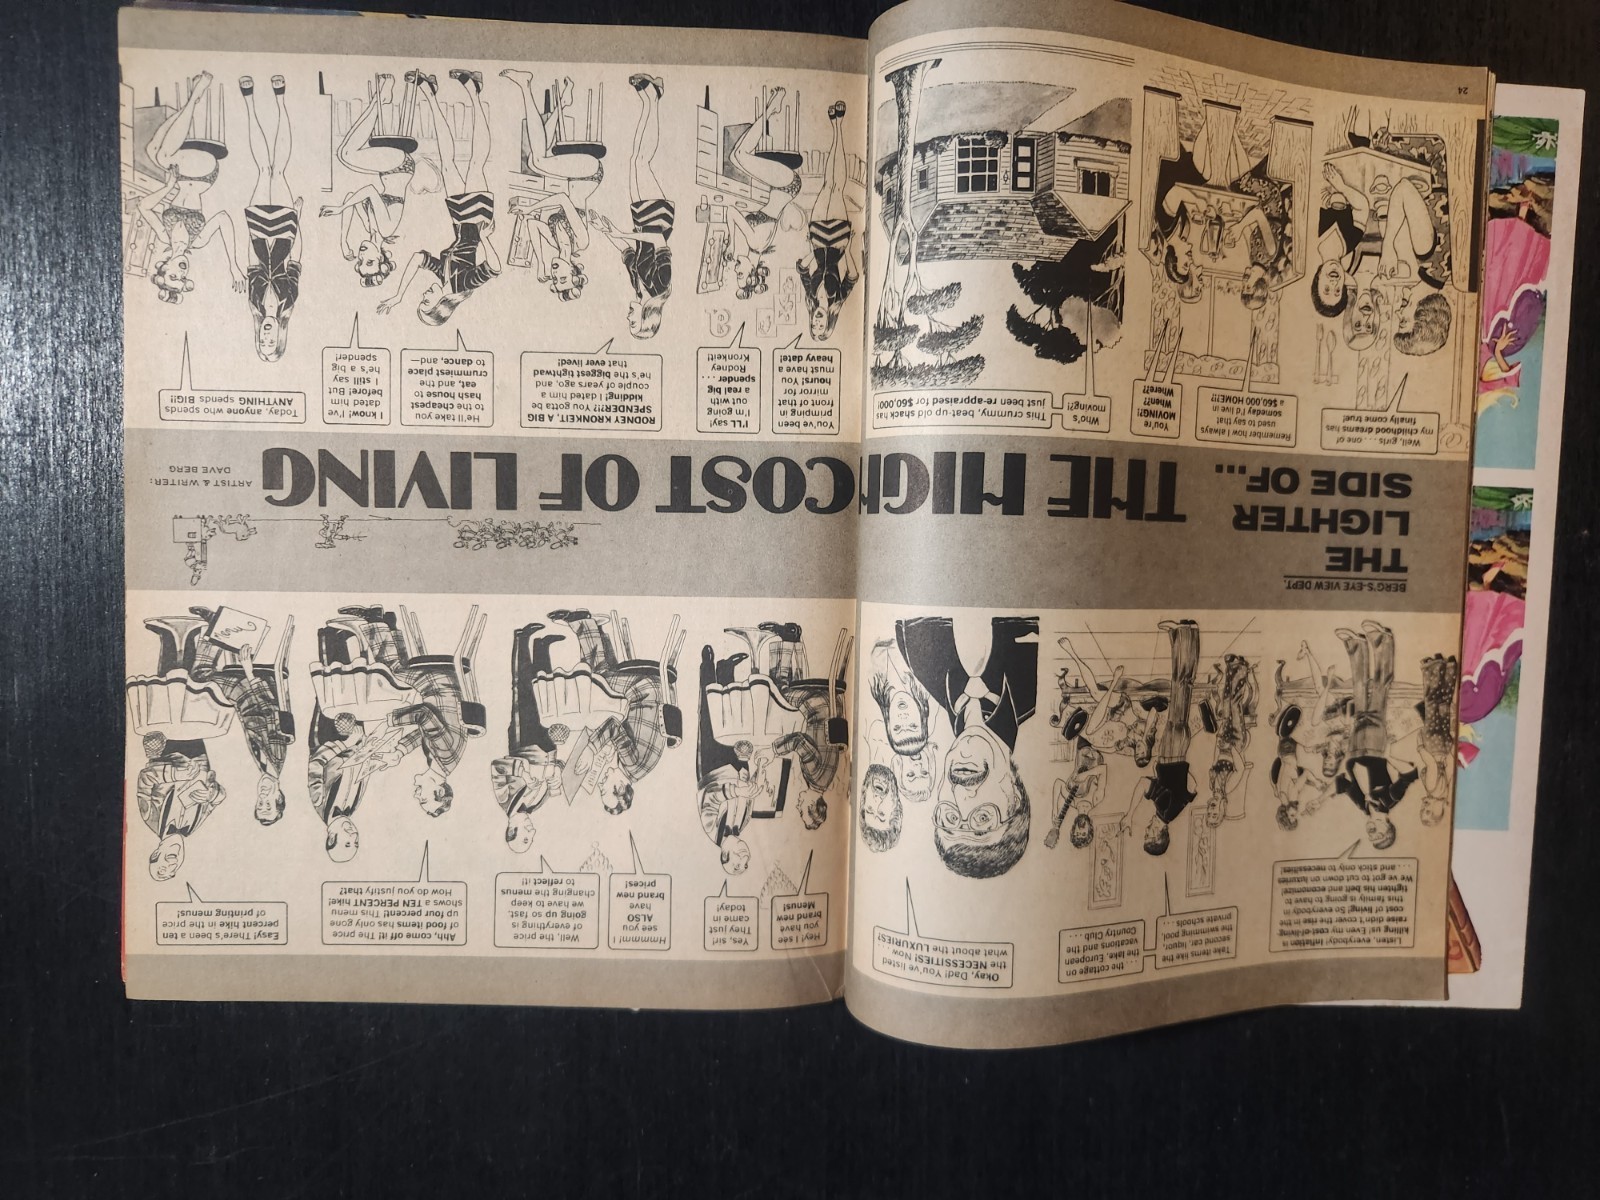 Listen, everybody! Inflation is
killing us! Even my cost-of-living
raise didn't cover the rise in the
cost of living! So everybody in
this family is going to have to
tighten his belt and economize!
We've got to cut down on luxuries
and stick only to necessities!
. . . .
Take items like the
second car, liquor,
the swimming pool,
private schools . . . .
. . . the cottage on
the lake, European
vacations and the
Country Club
. . . .
Okay, Dad! You've listed
the NECESSITIES! Now
what about the LUXURIES?
Hey! I see
you have
brand new
Menus!
Yes, sir!
They just
came in
today!
Hmmmm! I
see you
ALSO
have
brand new
prices!
Well, the price
of everything is
going up so fast,
we have to keep
changing the menus
to reflect it!
Ahh, come off it! The price
of food items has only gone
up four percent! This menu
shows a TEN PERCENT hike!
How do you justify that?
Easy! There's been a ten
percent hike in the price
of printing menus!
BERG'S-EYE VIEW DEPT.
THE
LIGHTER
SIDE OF...
THE HIGH COST OF LIVING
ARTIST & WRITER:
DAVE BERG
Well, girls . . . one of
my childhood dreams has
finally come true!
Remember how I always
used to say that
someday I'd live in
a $60,000 HOME!?!
You're
MOVING?!
When?!
Where?!
Who's
moving?!
This crummy, beat-up old shack has
just been re-appraised for $60,000!
You've been
primping in
front of that
mirror for
hours! You
must have a
heavy date!
I'LL say!
I'm going
out with
a real big
spender . . .
Rodney
Kronkeit!
RODNEY KRONKEIT, A BIG
SPENDER?!? You gotta be
kidding! I dated him a
couple of years ago, and
he's the biggest tightwad
that ever lived!
He'll take you
to the cheapest
hash house to
eat, and the
crummiest place
to dance, and—
I know! I've
dated him
before! But
I still say
he's a big
spender!
Today, anyone who spends
ANYTHING spends BIG!!
24